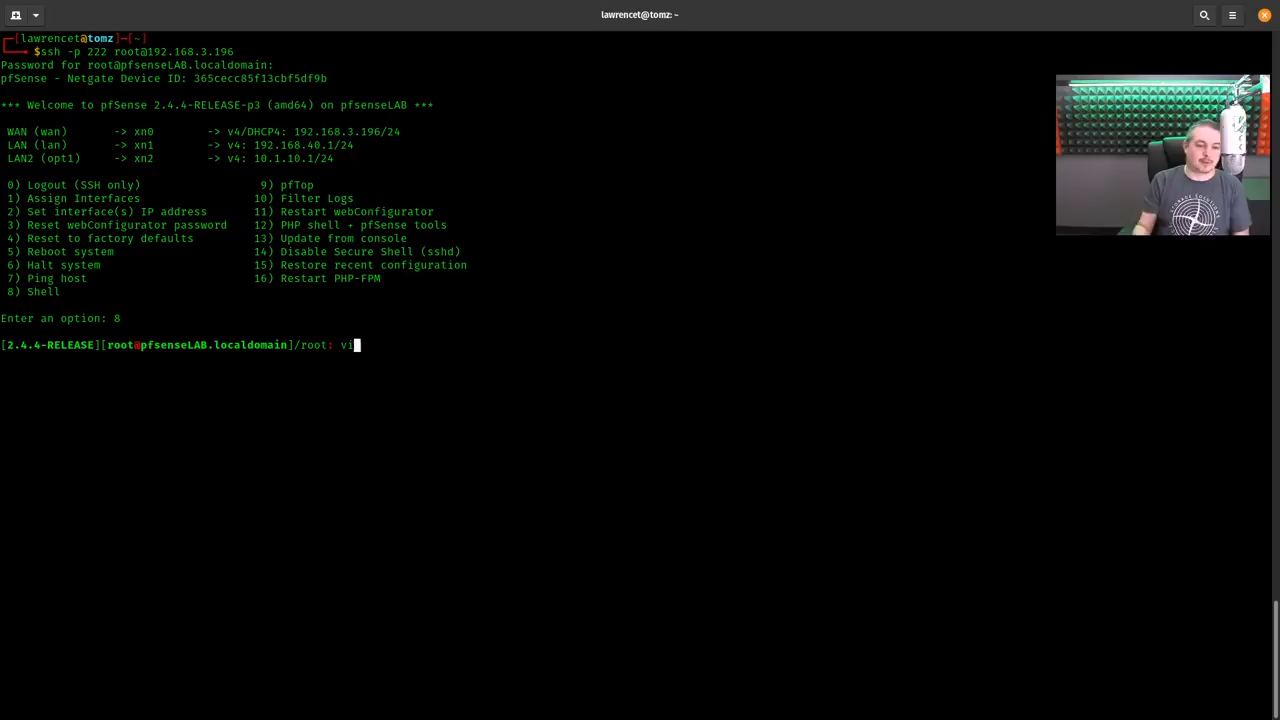 lawrencet@tomz: ~
┌─[lawrencet@tomz]─[~]
└──╼ $ssh -p 222 root@192.168.3.196
Password for root@pfsenseLAB.localdomain:
pfSense - Netgate Device ID: 365cecc85f13cbf5df9b
*** Welcome to pfSense 2.4.4-RELEASE-p3 (amd64) on pfsenseLAB ***
WAN (wan)       -> xn0        -> v4/DHCP4: 192.168.3.196/24
LAN (lan)       -> xn1        -> v4: 192.168.40.1/24
LAN2 (opt1)     -> xn2        -> v4: 10.1.10.1/24
0) Logout (SSH only)                  9) pfTop
1) Assign Interfaces                 10) Filter Logs
2) Set interface(s) IP address       11) Restart webConfigurator
3) Reset webConfigurator password    12) PHP shell + pfSense tools
4) Reset to factory defaults         13) Update from console
5) Reboot system                     14) Disable Secure Shell (sshd)
6) Halt system                       15) Restore recent configuration
7) Ping host                         16) Restart PHP-FPM
8) Shell
Enter an option: 8
[2.4.4-RELEASE][root@pfsenseLAB.localdomain]/root: vi